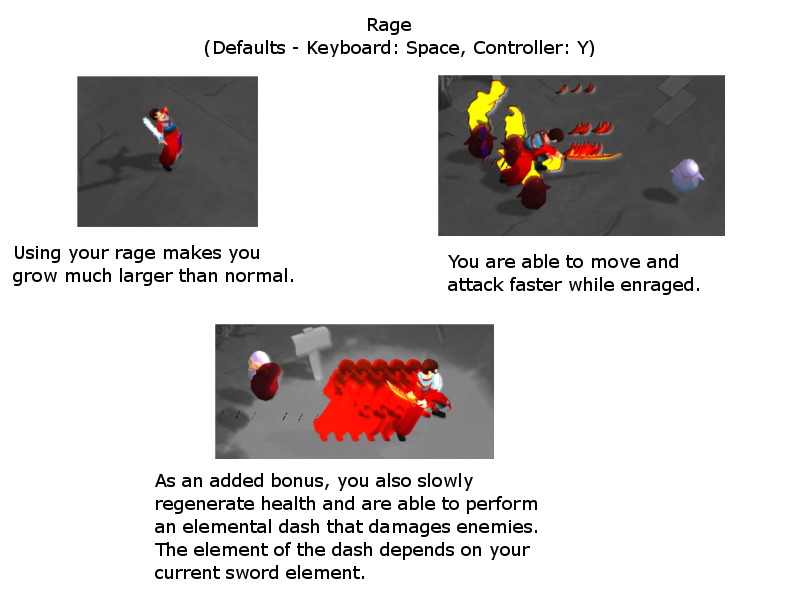 Rage
(Defaults - Keyboard: Space, Controller: Y)
Using your rage makes you
grow much larger than normal.
You are able to move and
attack faster while enraged.
As an added bonus, you also slowly
regenerate health and are able to perform
an elemental dash that damages enemies.
The element of the dash depends on your
current sword element.